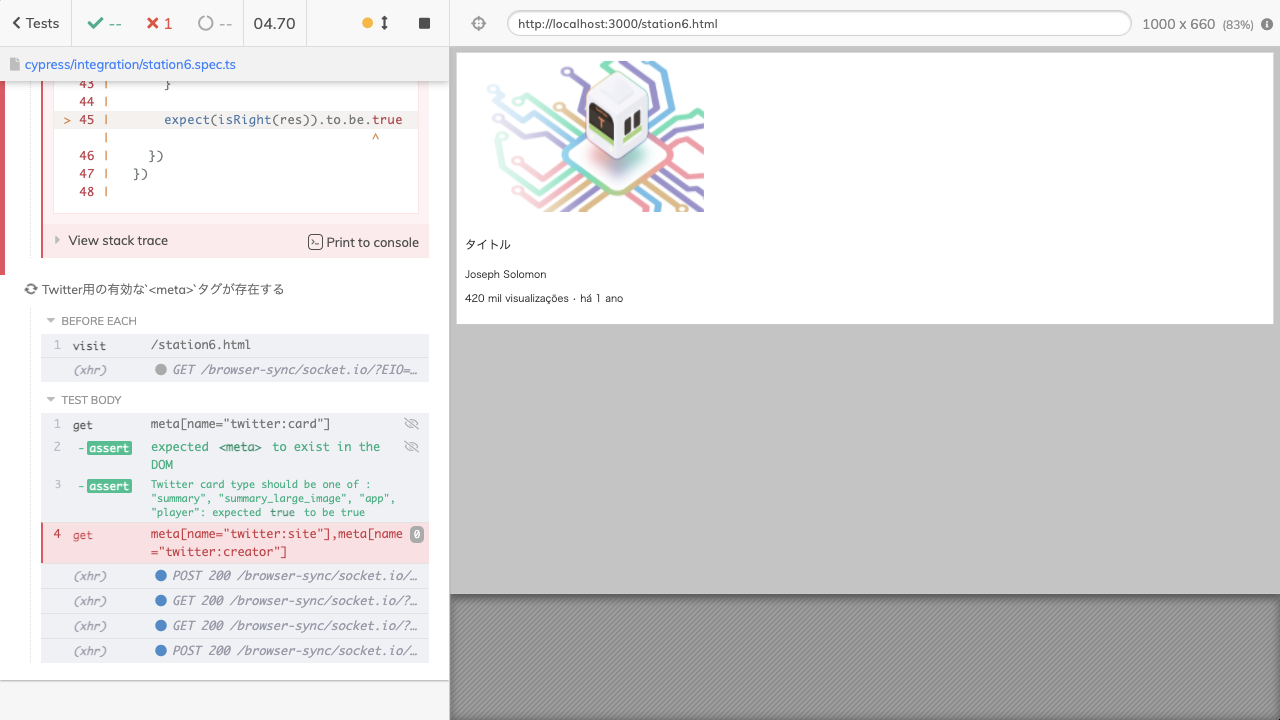 Tests
--
1
--
04.70
http://localhost:3000/station6.html
1000 x 660 (83%)
cypress/integration/station6.spec.ts
43 | }
44 |
> 45 | expect(isRight(res)).to.be.true
| ^
46 | })
47 | })
48 |
View stack trace
Print to console
Twitter用の有効な`<meta>`タグが存在する
BEFORE EACH
1 visit /station6.html
(xhr) GET /browser-sync/socket.io/?EIO=…
TEST BODY
1 get meta[name="twitter:card"]
2 -assert expected <meta> to exist in the
DOM
3 -assert Twitter card type should be one of :
"summary", "summary_large_image", "app",
"player": expected true to be true
4 get meta[name="twitter:site"],meta[name
="twitter:creator"]
0
(xhr) POST 200 /browser-sync/socket.io/…
(xhr) GET 200 /browser-sync/socket.io/?…
(xhr) GET 200 /browser-sync/socket.io/?…
(xhr) POST 200 /browser-sync/socket.io/…
T
タイトル
Joseph Solomon
420 mil visualizações · há 1 ano